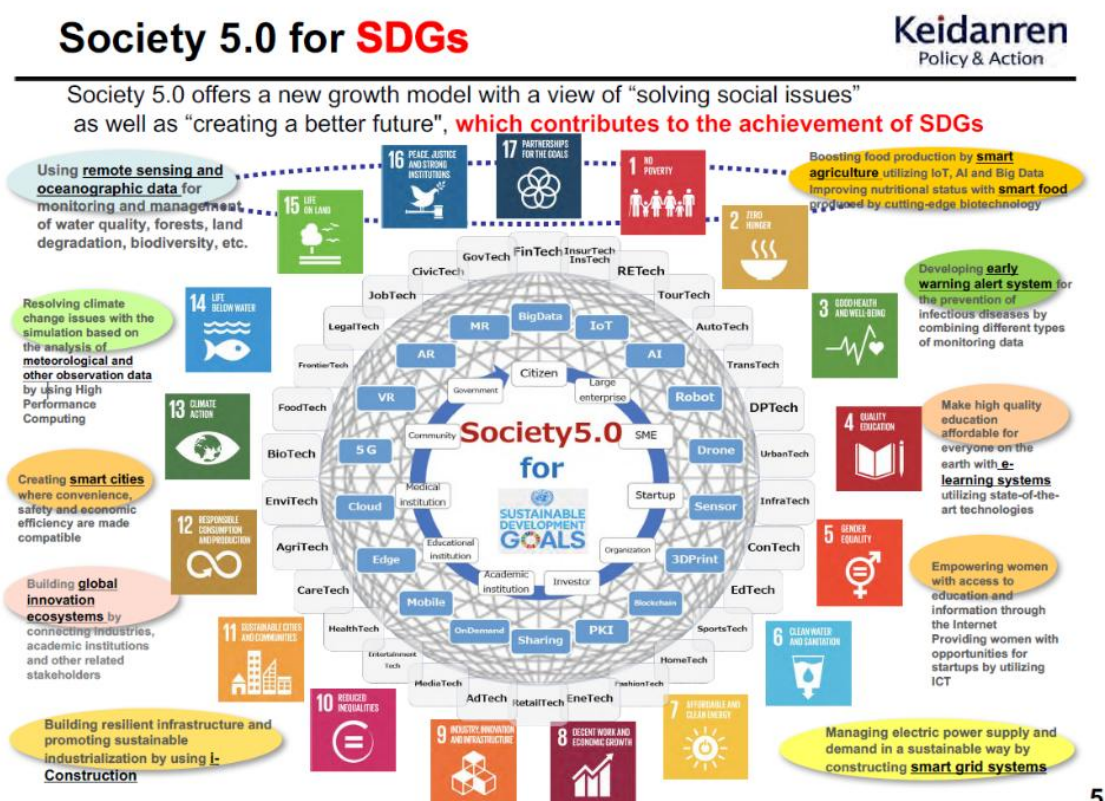 Society 5.0 for SDGs
Keidanren
Policy & Action
Society 5.0 offers a new growth model with a view of “solving social issues”
as well as “creating a better future", which contributes to the achievement of SDGs
Using remote sensing and
oceanographic data for
monitoring and management
of water quality, forests, land
degradation, biodiversity, etc.
Resolving climate
change issues with the
simulation based on
the analysis of
meteorological and
other observation data
by using High
Performance
Computing
Creating smart cities
where convenience,
safety and economic
efficiency are made
compatible
Building global
innovation
ecosystems by
connecting industries,
academic institutions
and other related
stakeholders
Building resilient infrastructure and
promoting sustainable
industrialization by using i-
Construction
17 PARTNERSHIPS
FOR THE GOALS
1 NO
POVERTY
2 ZERO
HUNGER
3 GOOD HEALTH
AND WELL-BEING
4 QUALITY
EDUCATION
5 GENDER
EQUALITY
6 CLEAN WATER
AND SANITATION
7 AFFORDABLE AND
CLEAN ENERGY
8 DECENT WORK AND
ECONOMIC GROWTH
9 INDUSTRY, INNOVATION
AND INFRASTRUCTURE
10 REDUCED
INEQUALITIES
11 SUSTAINABLE CITIES
AND COMMUNITIES
12 RESPONSIBLE
CONSUMPTION
AND PRODUCTION
13 CLIMATE
ACTION
14 LIFE
BELOW WATER
15 LIFE
ON LAND
16 PEACE, JUSTICE
AND STRONG
INSTITUTIONS
FinTech
InsurTech
InsTech
RETech
TourTech
AutoTech
TransTech
DPTech
UrbanTech
InfraTech
ConTech
EdTech
SportsTech
HomeTech
FashionTech
EneTech
RetailTech
AdTech
MediaTech
Entertainment
Tech
HealthTech
CareTech
AgriTech
EnviTech
BioTech
FoodTech
FrontierTech
LegalTech
JobTech
CivicTech
GovTech
BigData
IoT
AI
Robot
Drone
Sensor
3DPrint
Blockchain
PKI
Sharing
OnDemand
Mobile
Edge
Cloud
5G
VR
AR
MR
Citizen
Large
enterprise
SME
Startup
Organization
Investor
Academic
institution
Educational
institution
Medical
institution
Community
Government
Society5.0
for
SUSTAINABLE
DEVELOPMENT
GOALS
Boosting food production by smart
agriculture utilizing IoT, AI and Big Data
Improving nutritional status with smart food
produced by cutting-edge biotechnology
Developing early
warning alert system for
the prevention of
infectious diseases by
combining different types
of monitoring data
Make high quality
education
affordable for
everyone on the
earth with e-
learning systems
utilizing state-of-the-
art technologies
Empowering women
with access to
education and
information through
the Internet
Providing women with
opportunities for
startups by utilizing
ICT
Managing electric power supply and
demand in a sustainable way by
constructing smart grid systems
5